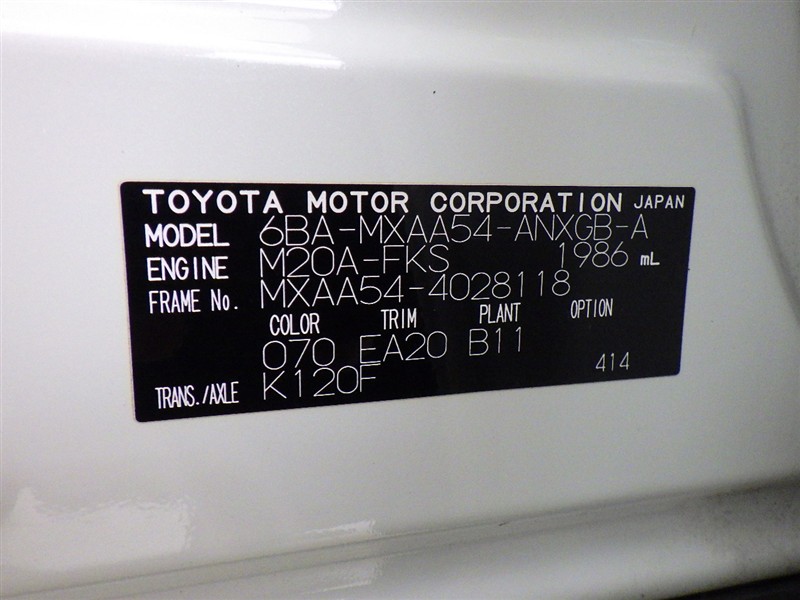 TOYOTA MOTOR CORPORATION JAPAN
MODEL 6BA-MXAA54-ANXGB-A
ENGINE M20A-FKS 1986 mL
FRAME No. MXAA54-4028118
COLOR TRIM PLANT OPTION
070 EA20 B11
TRANS./AXLE K120F 414